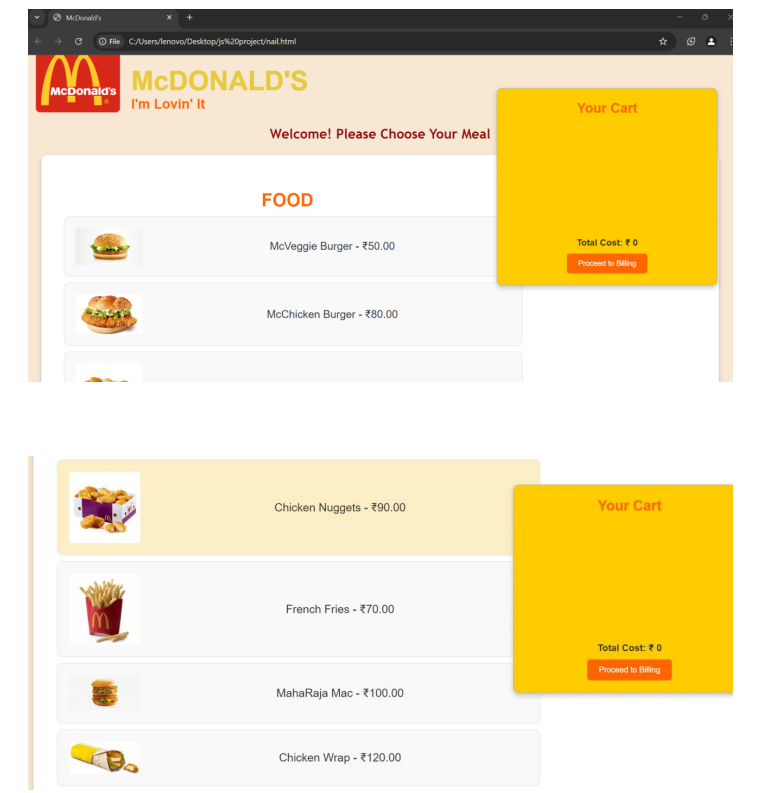 McDonald's
File C:/Users/lenovo/Desktop/js%20project/nail.html
McDonald's
McDONALD'S
I'm Lovin' It
Welcome! Please Choose Your Meal
Your Cart
FOOD
McVeggie Burger - ₹50.00
Total Cost: ₹ 0
Proceed to Billing
McChicken Burger - ₹80.00
Chicken Nuggets - ₹90.00
Your Cart
French Fries - ₹70.00
Total Cost: ₹ 0
Proceed to Billing
MahaRaja Mac - ₹100.00
Chicken Wrap - ₹120.00